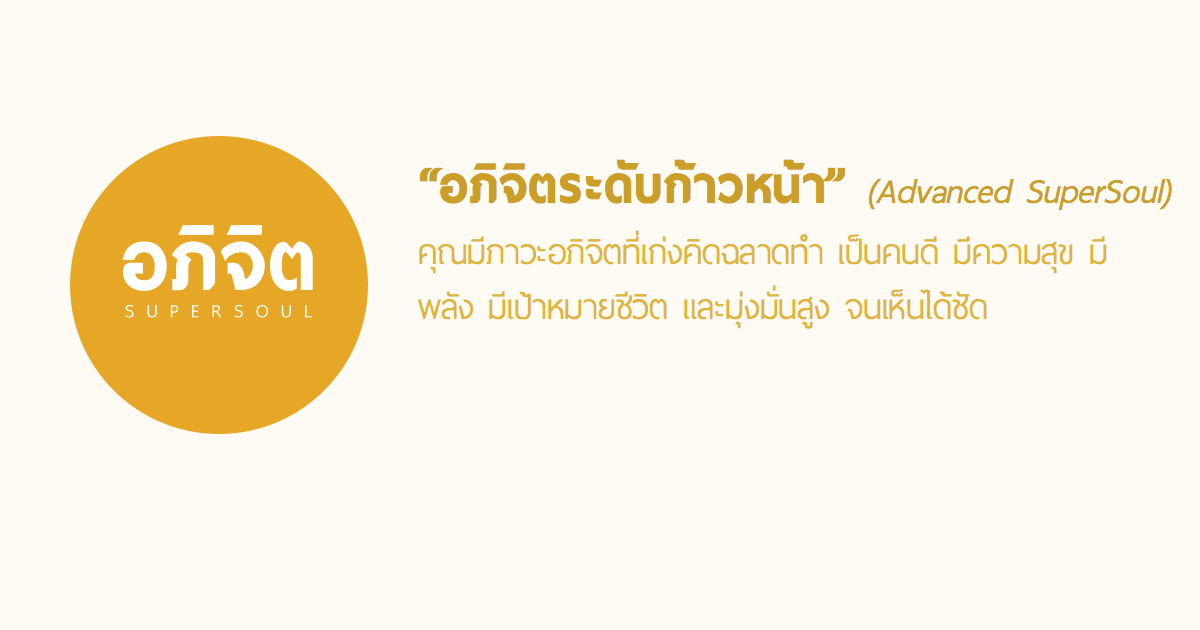 อภิจิต
SUPERSOUL
“อภิจิตระดับก้าวหน้า” (Advanced SuperSoul)
คุณมีภาวะอภิจิตที่เก่งคิดฉลาดทำ เป็นคนดี มีความสุข มี
พลัง มีเป้าหมายชีวิต และมุ่งมั่นสูง จนเห็นได้ชัด